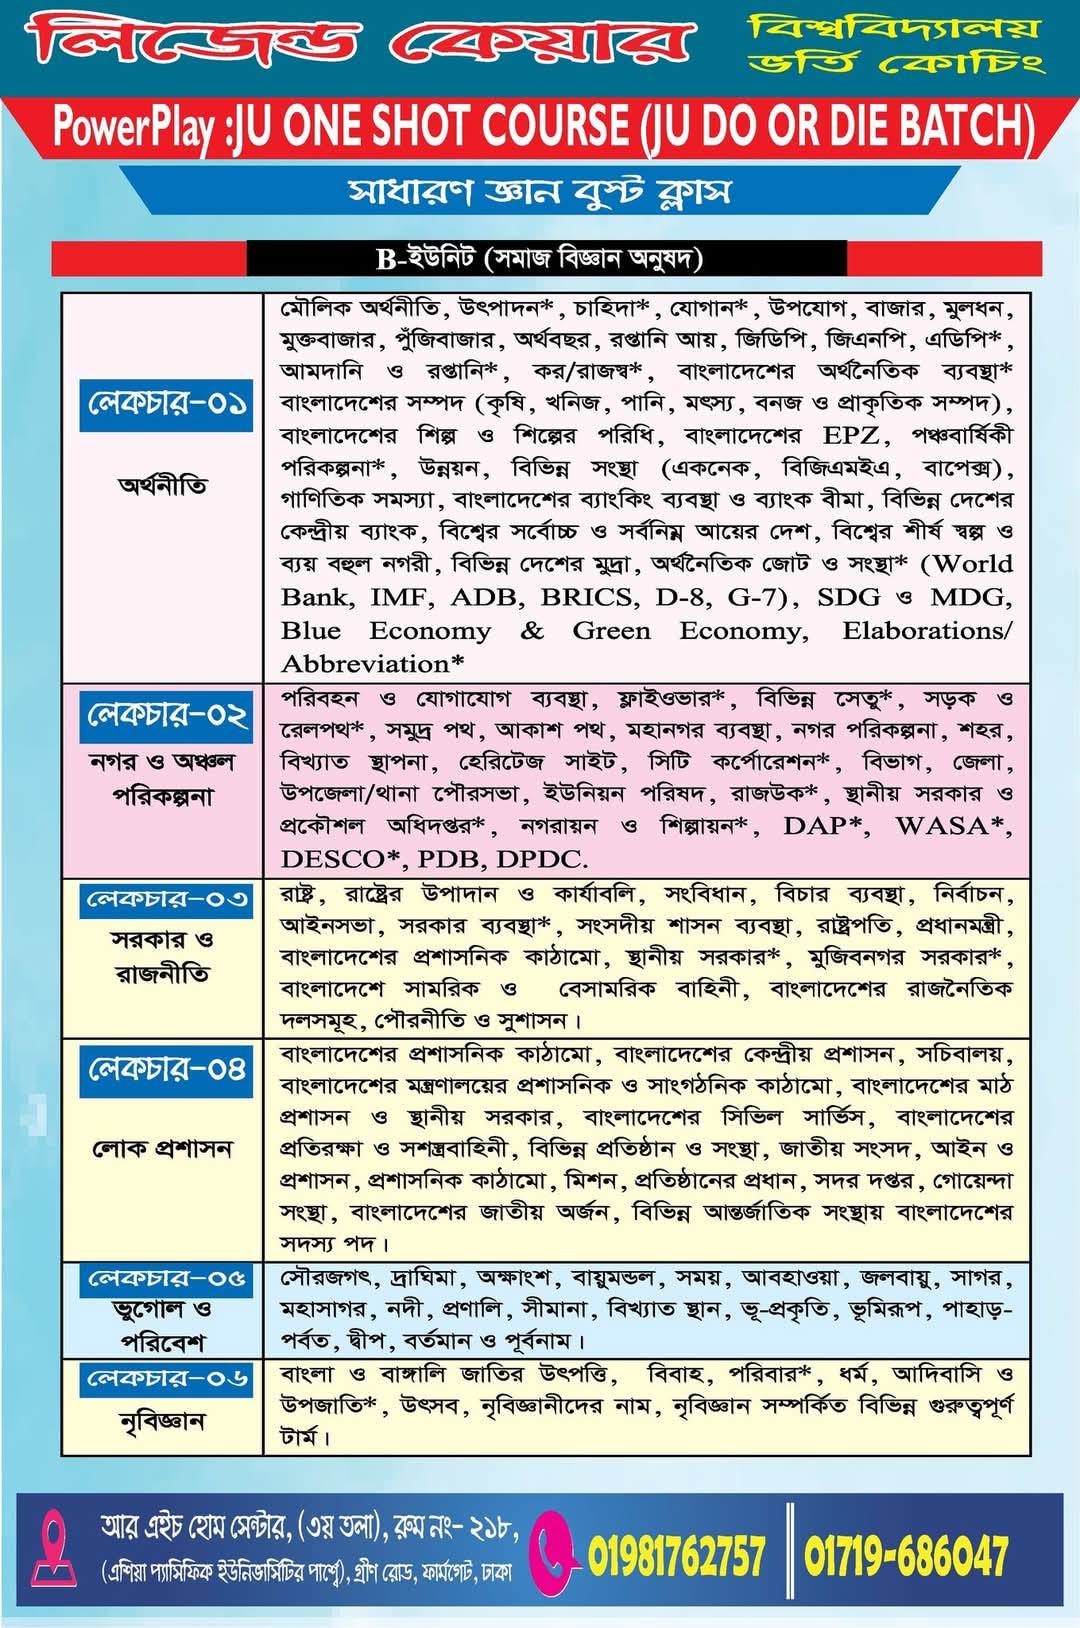 লিজেন্ড কেয়ার
বিশ্ববিদ্যালয়
ভর্তি কোচিং
PowerPlay :JU ONE SHOT COURSE (JU DO OR DIE BATCH)
সাধারণ জ্ঞান বুস্ট ক্লাস
B-ইউনিট (সমাজ বিজ্ঞান অনুষদ)
লেকচার-০১
অর্থনীতি
মৌলিক অর্থনীতি, উৎপাদন*, চাহিদা*, যোগান*, উপযোগ, বাজার, মুলধন,
মুক্তবাজার, পুঁজিবাজার, অর্থবছর, রপ্তানি আয়, জিডিপি, জিএনপি, এডিপি*,
আমদানি ও রপ্তানি*, কর/রাজস্ব*, বাংলাদেশের অর্থনৈতিক ব্যবস্থা*
বাংলাদেশের সম্পদ (কৃষি, খনিজ, পানি, মৎস্য, বনজ ও প্রাকৃতিক সম্পদ),
বাংলাদেশের শিল্প ও শিল্পের পরিধি, বাংলাদেশের EPZ, পঞ্চবার্ষিকী
পরিকল্পনা*, উন্নয়ন, বিভিন্ন সংস্থা (একনেক, বিজিএমইএ, বাপেক্স),
গাণিতিক সমস্যা, বাংলাদেশের ব্যাংকিং ব্যবস্থা ও ব্যাংক বীমা, বিভিন্ন দেশের
কেন্দ্রীয় ব্যাংক, বিশ্বের সর্বোচ্চ ও সর্বনিম্ন আয়ের দেশ, বিশ্বের শীর্ষ স্বল্প ও
ব্যয় বহুল নগরী, বিভিন্ন দেশের মুদ্রা, অর্থনৈতিক জোট ও সংস্থা* (World
Bank, IMF, ADB, BRICS, D-8, G-7), SDG ও MDG,
Blue Economy & Green Economy, Elaborations/
Abbreviation*
লেকচার-০২
নগর ও অঞ্চল
পরিকল্পনা
পরিবহন ও যোগাযোগ ব্যবস্থা, ফ্লাইওভার*, বিভিন্ন সেতু*, সড়ক ও
রেলপথ*, সমুদ্র পথ, আকাশ পথ, মহানগর ব্যবস্থা, নগর পরিকল্পনা, শহর,
বিখ্যাত স্থাপনা, হেরিটেজ সাইট, সিটি কর্পোরেশন*, বিভাগ, জেলা,
উপজেলা/থানা পৌরসভা, ইউনিয়ন পরিষদ, রাজউক*, স্থানীয় সরকার ও
প্রকৌশল অধিদপ্তর*, নগরায়ন ও শিল্পায়ন*, DAP*, WASA*,
DESCO*, PDB, DPDC.
লেকচার-০৩
সরকার ও
রাজনীতি
রাষ্ট্র, রাষ্ট্রের উপাদান ও কার্যাবলি, সংবিধান, বিচার ব্যবস্থা, নির্বাচন,
আইনসভা, সরকার ব্যবস্থা*, সংসদীয় শাসন ব্যবস্থা, রাষ্ট্রপতি, প্রধানমন্ত্রী,
বাংলাদেশের প্রশাসনিক কাঠামো, স্থানীয় সরকার*, মুজিবনগর সরকার*,
বাংলাদেশে সামরিক ও বেসামরিক বাহিনী, বাংলাদেশের রাজনৈতিক
দলসমূহ, পৌরনীতি ও সুশাসন।
লেকচার-০৪
লোক প্রশাসন
বাংলাদেশের প্রশাসনিক কাঠামো, বাংলাদেশের কেন্দ্রীয় প্রশাসন, সচিবালয়,
বাংলাদেশের মন্ত্রণালয়ের প্রশাসনিক ও সাংগঠনিক কাঠামো, বাংলাদেশের মাঠ
প্রশাসন ও স্থানীয় সরকার, বাংলাদেশের সিভিল সার্ভিস, বাংলাদেশের
প্রতিরক্ষা ও সশস্ত্রবাহিনী, বিভিন্ন প্রতিষ্ঠান ও সংস্থা, জাতীয় সংসদ, আইন ও
প্রশাসন, প্রশাসনিক কাঠামো, মিশন, প্রতিষ্ঠানের প্রধান, সদর দপ্তর, গোয়েন্দা
সংস্থা, বাংলাদেশের জাতীয় অর্জন, বিভিন্ন আন্তর্জাতিক সংস্থায় বাংলাদেশের
সদস্য পদ।
লেকচার-০৫
ভুগোল ও
পরিবেশ
সৌরজগৎ, দ্রাঘিমা, অক্ষাংশ, বায়ুমন্ডল, সময়, আবহাওয়া, জলবায়ু, সাগর,
মহাসাগর, নদী, প্রণালি, সীমানা, বিখ্যাত স্থান, ভূ-প্রকৃতি, ভূমিরূপ, পাহাড়-
পর্বত, দ্বীপ, বর্তমান ও পূর্বনাম।
লেকচার-০৬
নৃবিজ্ঞান
বাংলা ও বাঙ্গালি জাতির উৎপত্তি, বিবাহ, পরিবার*, ধর্ম, আদিবাসি ও
উপজাতি*, উৎসব, নৃবিজ্ঞানীদের নাম, নৃবিজ্ঞান সম্পর্কিত বিভিন্ন গুরুত্বপূর্ণ
টার্ম।
আর এইচ হোম সেন্টার, (৩য় তলা), রুম নং- ২১৮,
(এশিয়া প্যাসিফিক ইউনিভার্সিটির পার্শ্বে), গ্রীণ রোড, ফার্মগেট, ঢাকা
01981762757
01719-686047